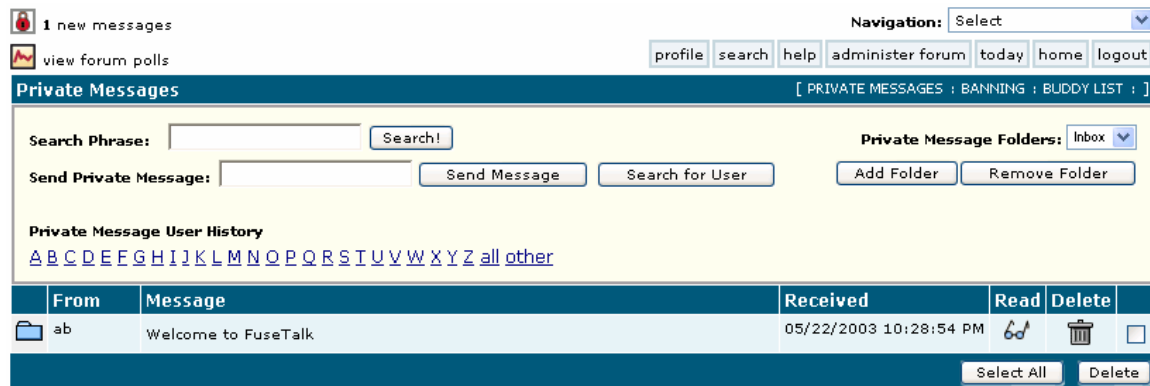 1 new messages
Navigation: Select
view forum polls
profile search help administer forum today home logout
Private Messages [ PRIVATE MESSAGES : BANNING : BUDDY LIST : ]
Search Phrase: Search! Private Message Folders: Inbox
Send Private Message: Send Message Search for User Add Folder Remove Folder
Private Message User History
A B C D E F G H I J K L M N O P Q R S T U V W X Y Z all other
From Message Received Read Delete
ab Welcome to FuseTalk 05/22/2003 10:28:54 PM
Select All Delete